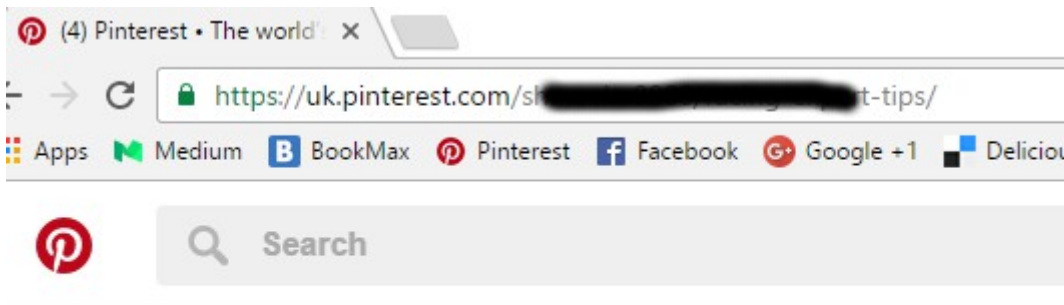 (4) Pinterest • The world's
https://uk.pinterest.com/sh t-tips/
Apps Medium BookMax Pinterest Facebook Google +1 Deliciou
Search